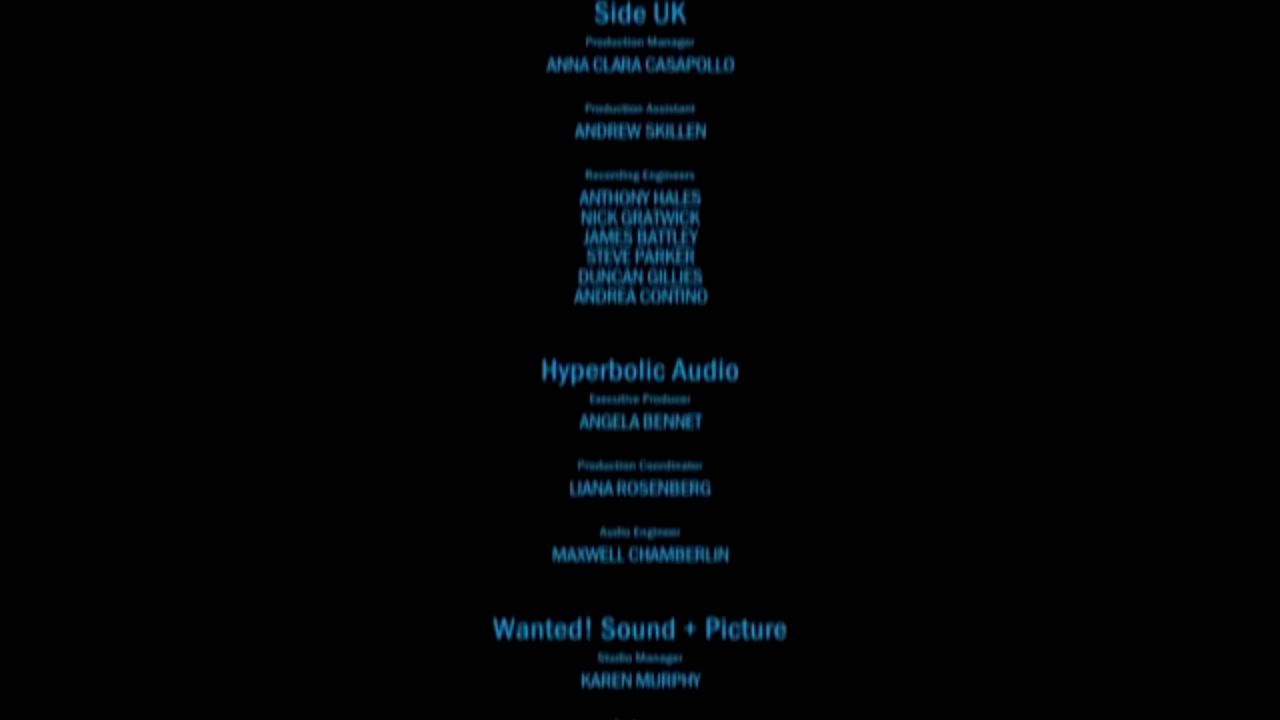 Side UK
Production Manager
ANNA CLARA CASAPOLLO
Production Assistant
ANDREW SKILLEN
Recording Engineers
ANTHONY HALES
NICK GRATWICK
JAMES BATTLEY
STEVE PARKER
DUNCAN GILLIES
ANDREA CONTINO
Hyperbolic Audio
Executive Producer
ANGELA BENNET
Production Coordinator
LIANA ROSENBERG
Audio Engineer
MAXWELL CHAMBERLIN
Wanted! Sound + Picture
Studio Manager
KAREN MURPHY